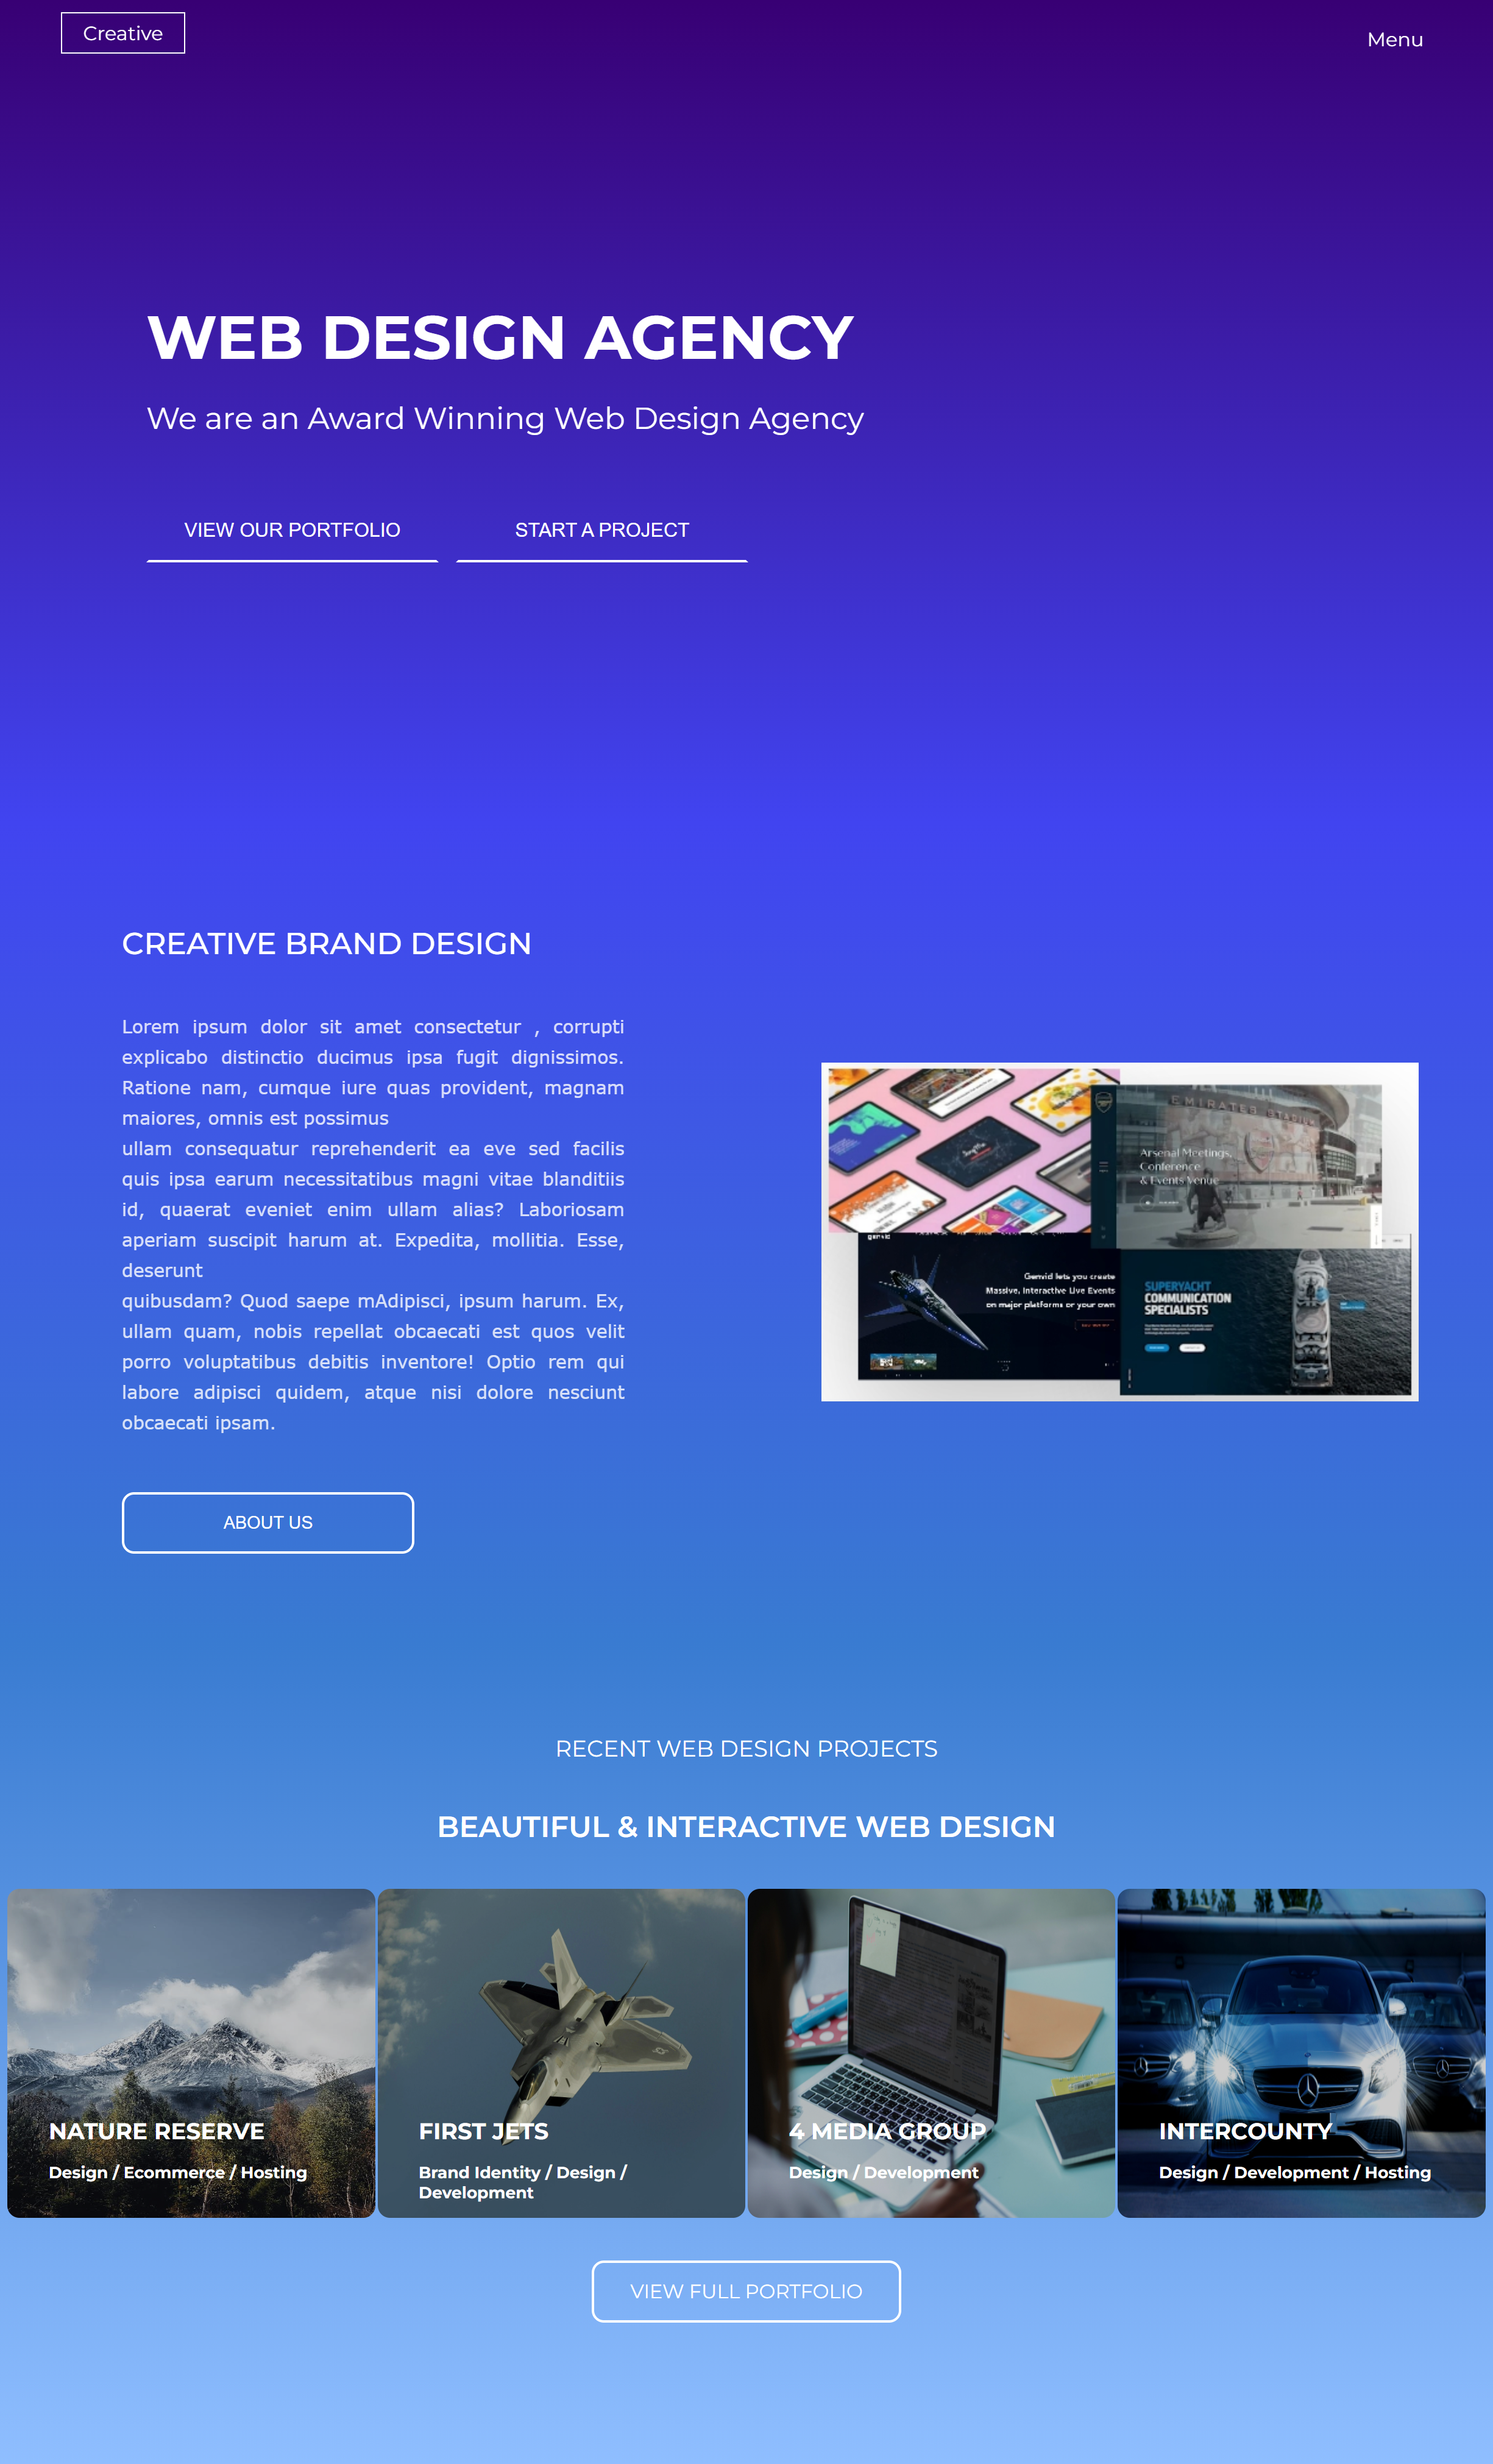 Creative
Menu
WEB DESIGN AGENCY
We are an Award Winning Web Design Agency
VIEW OUR PORTFOLIO
START A PROJECT
CREATIVE BRAND DESIGN
Lorem ipsum dolor sit amet consectetur , corrupti
explicabo distinctio ducimus ipsa fugit dignissimos.
Ratione nam, cumque iure quas provident, magnam
maiores, omnis est possimus
ullam consequatur reprehenderit ea eve sed facilis
quis ipsa earum necessitatibus magni vitae blanditiis
id, quaerat eveniet enim ullam alias? Laboriosam
aperiam suscipit harum at. Expedita, mollitia. Esse,
deserunt
quibusdam? Quod saepe mAdipisci, ipsum harum. Ex,
ullam quam, nobis repellat obcaecati est quos velit
porro voluptatibus debitis inventore! Optio rem qui
labore adipisci quidem, atque nisi dolore nesciunt
obcaecati ipsam.
EMIRATES STADIUM
Arsenal Meetings,
Conference
& Events Venue
Genvid lets you create
Massive, Interactive Live Events
on major platforms or your own
SUPERYACHT
COMMUNICATION
SPECIALISTS
ABOUT US
RECENT WEB DESIGN PROJECTS
BEAUTIFUL & INTERACTIVE WEB DESIGN
NATURE RESERVE
Design / Ecommerce / Hosting
FIRST JETS
Brand Identity / Design /
Development
4 MEDIA GROUP
Design / Development
INTERCOUNTY
Design / Development / Hosting
VIEW FULL PORTFOLIO